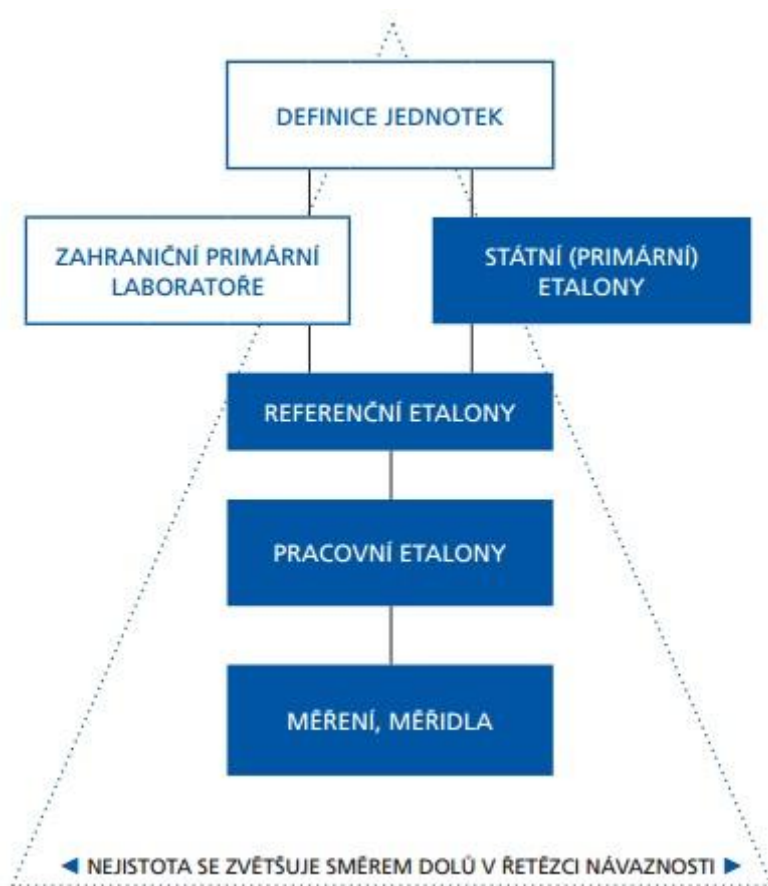 DEFINICE JEDNOTEK
ZAHRANIČNÍ PRIMÁRNÍ
LABORATOŘE
STÁTNÍ (PRIMÁRNÍ)
ETALONY
REFERENČNÍ ETALONY
PRACOVNÍ ETALONY
MĚŘENÍ, MĚŘIDLA
NEJISTOTA SE ZVĚTŠUJE SMĚREM DOLŮ V ŘETĚZCI NÁVAZNOSTI